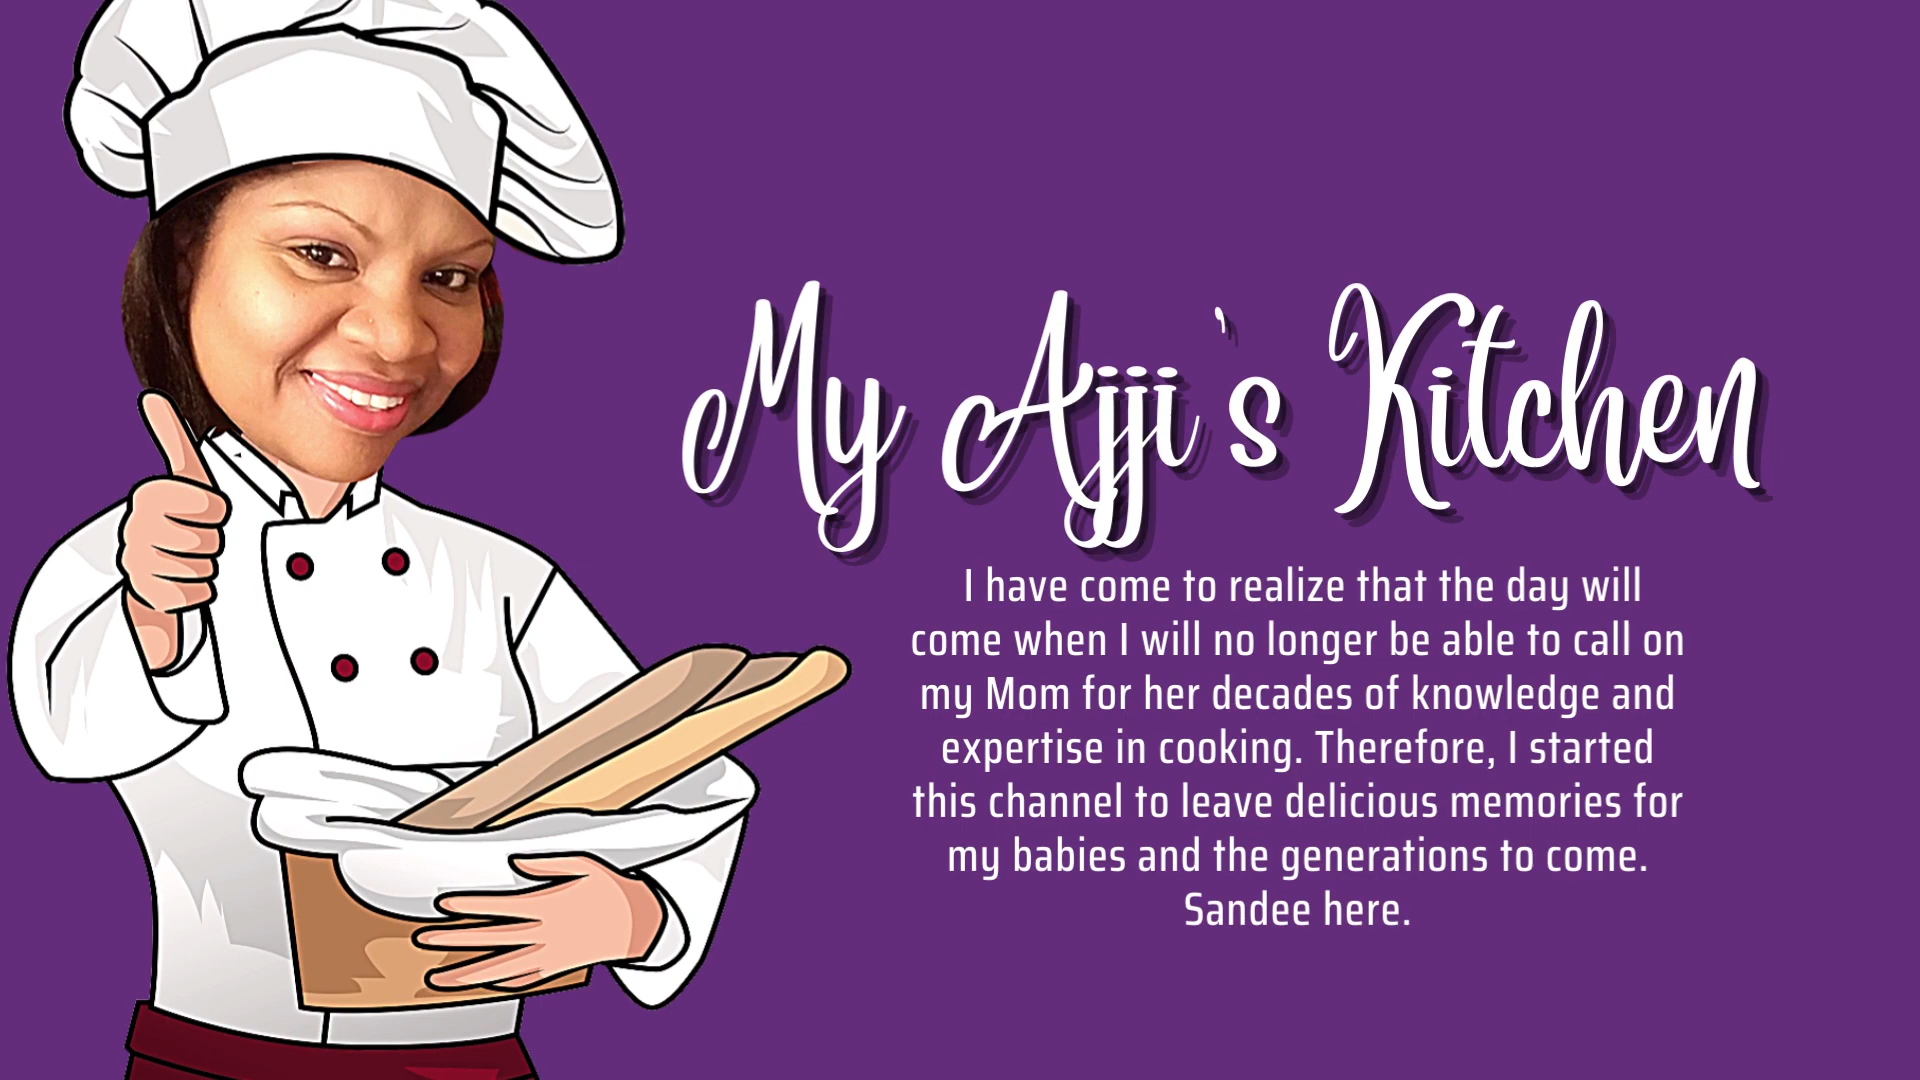 My Ajji's Kitchen
I have come to realize that the day will
come when I will no longer be able to call on
my Mom for her decades of knowledge and
expertise in cooking. Therefore, I started
this channel to leave delicious memories for
my babies and the generations to come.
Sandee here.